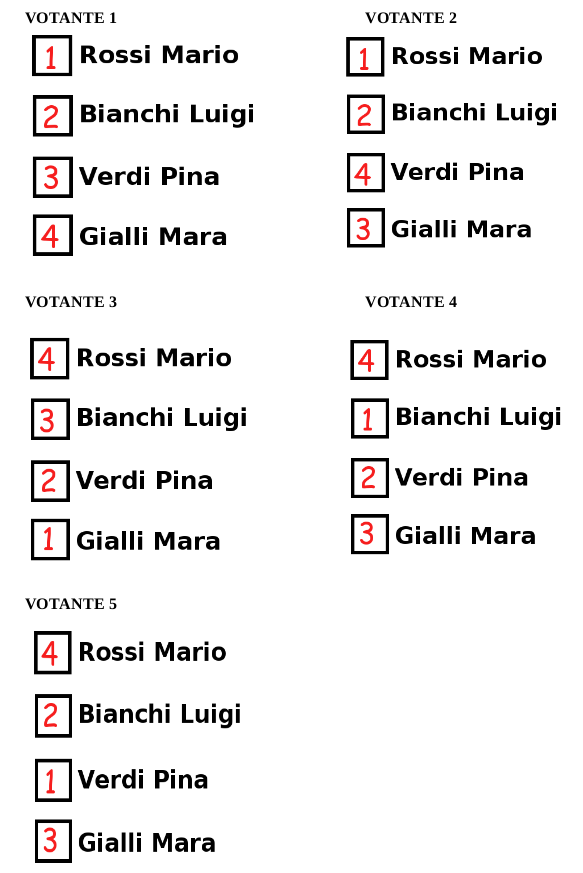 VOTANTE 1
1 Rossi Mario
2 Bianchi Luigi
3 Verdi Pina
4 Gialli Mara
VOTANTE 2
1 Rossi Mario
2 Bianchi Luigi
4 Verdi Pina
3 Gialli Mara
VOTANTE 3
4 Rossi Mario
3 Bianchi Luigi
2 Verdi Pina
1 Gialli Mara
VOTANTE 4
4 Rossi Mario
1 Bianchi Luigi
2 Verdi Pina
3 Gialli Mara
VOTANTE 5
4 Rossi Mario
2 Bianchi Luigi
1 Verdi Pina
3 Gialli Mara